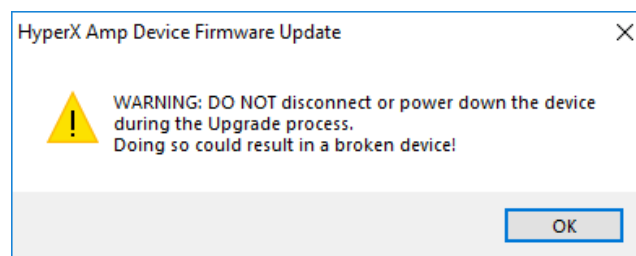 HyperX Amp Device Firmware Update
WARNING: DO NOT disconnect or power down the device
during the Upgrade process.
Doing so could result in a broken device!
OK